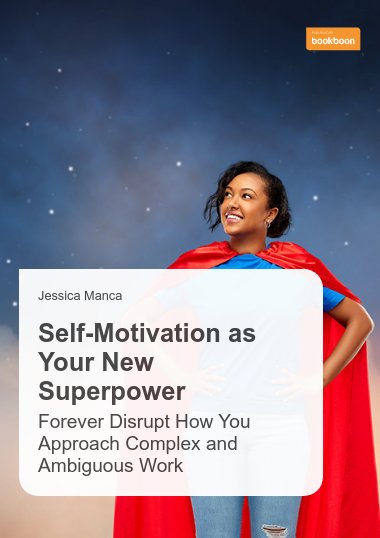 bookboon
Jessica Manca
Self-Motivation as
Your New
Superpower
Forever Disrupt How You
Approach Complex and
Ambiguous Work